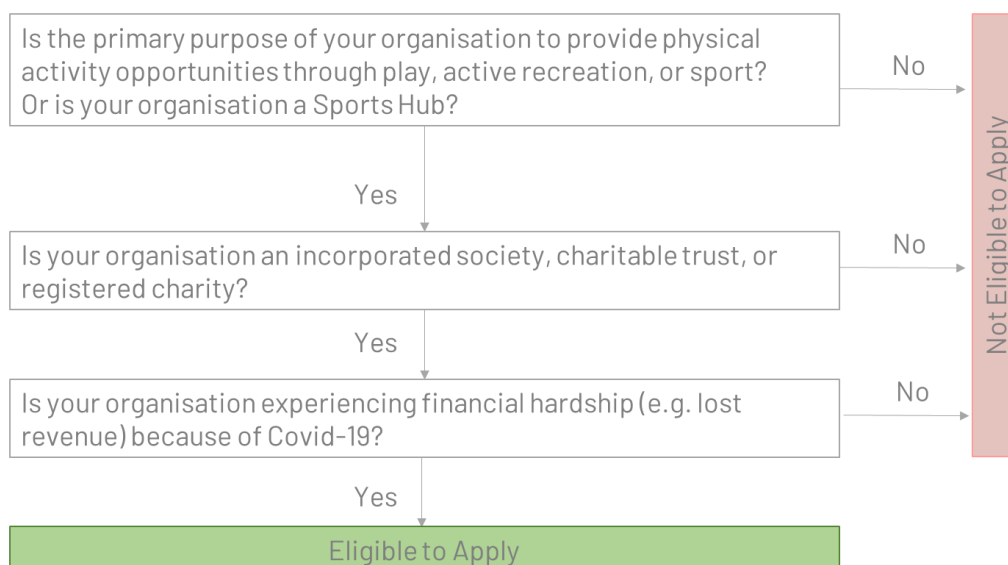 Is the primary purpose of your organisation to provide physical
activity opportunities through play, active recreation, or sport?
Or is your organisation a Sports Hub?
No
Yes
Is your organisation an incorporated society, charitable trust, or
registered charity?
No
Yes
Is your organisation experiencing financial hardship (e.g. lost
revenue) because of Covid-19?
No
Yes
Eligible to Apply
Not Eligible to Apply